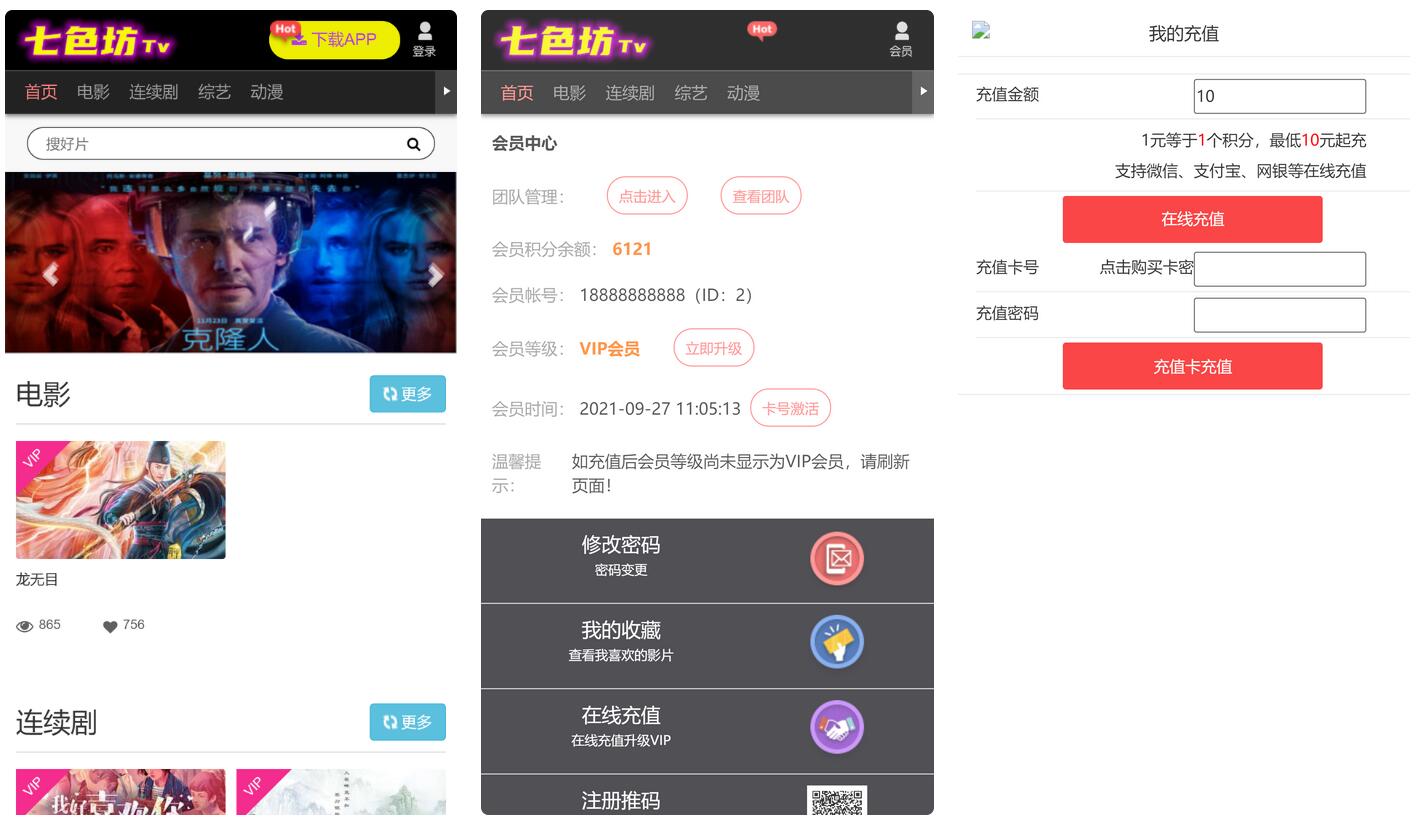 七色坊Tv
Hot
下载APP
登录
首页 电影 连续剧 综艺 动漫
搜好片
11月23日
克隆人
电影
更多
VIP
龙无目
865 756
连续剧
更多
VIP
我好喜欢你
VIP
七色坊Tv
Hot
会员
首页 电影 连续剧 综艺 动漫
会员中心
团队管理： 点击进入 查看团队
会员积分余额： 6121
会员帐号： 18888888888（ID：2）
会员等级： VIP会员 立即升级
会员时间： 2021-09-27 11:05:13 卡号激活
温馨提
示：
如充值后会员等级尚未显示为VIP会员，请刷新
页面！
修改密码
密码变更
我的收藏
查看我喜欢的影片
在线充值
在线充值升级VIP
注册推码
我的充值
充值金额 10
1元等于1个积分，最低10元起充
支持微信、支付宝、网银等在线充值
在线充值
充值卡号 点击购买卡密
充值密码
充值卡充值